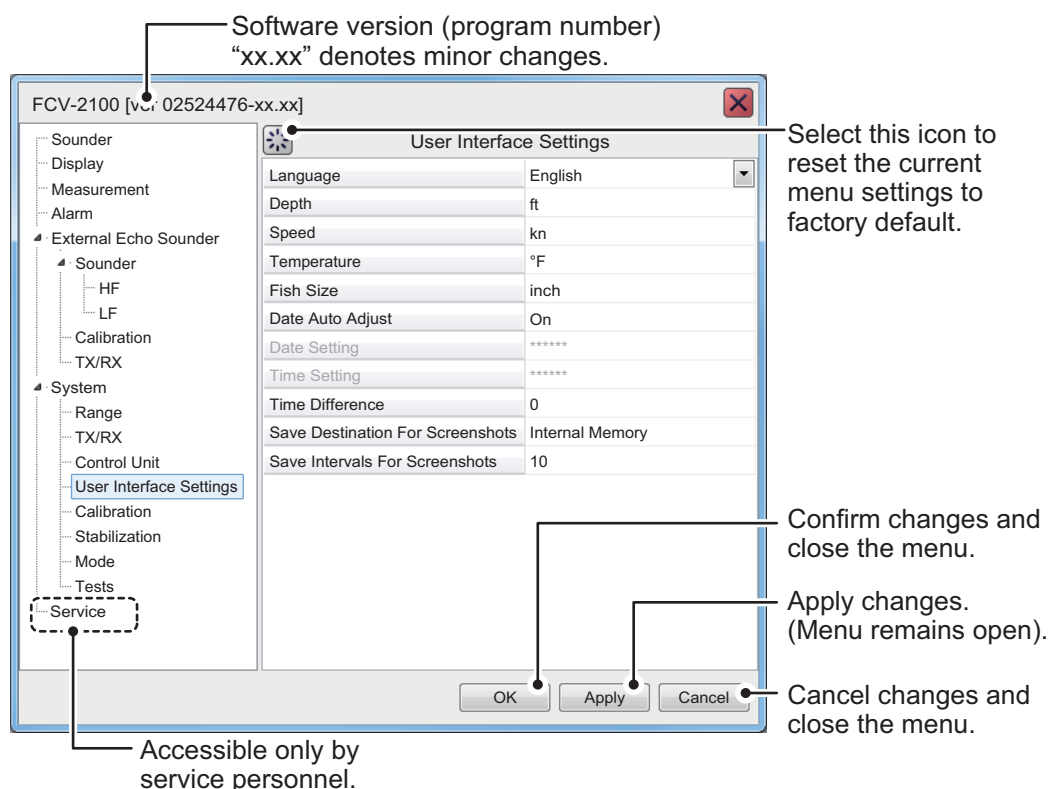 Software version (program number)
“xx.xx” denotes minor changes.
FCV-2100 [ver 02524476-xx.xx]
Sounder
Display
Measurement
Alarm
External Echo Sounder
Sounder
HF
LF
Calibration
TX/RX
System
Range
TX/RX
Control Unit
User Interface Settings
Calibration
Stabilization
Mode
Tests
Service
User Interface Settings
Language English
Depth ft
Speed kn
Temperature °F
Fish Size inch
Date Auto Adjust On
Date Setting ******
Time Setting ******
Time Difference 0
Save Destination For Screenshots Internal Memory
Save Intervals For Screenshots 10
OK Apply Cancel
Select this icon to
reset the current
menu settings to
factory default.
Confirm changes and
close the menu.
Apply changes.
(Menu remains open).
Cancel changes and
close the menu.
Accessible only by
service personnel.